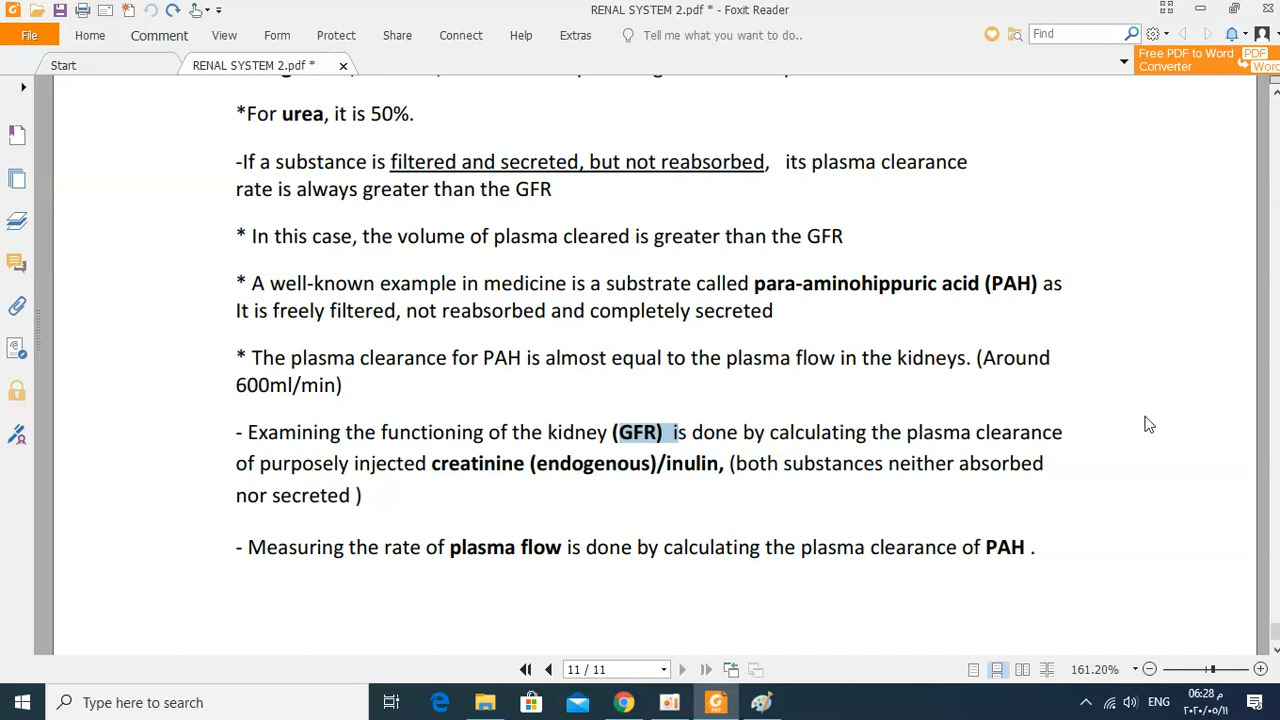 RENAL SYSTEM 2.pdf * - Foxit Reader
File Home Comment View Form Protect Share Connect Help Extras Tell me what you want to do.. Find
Start RENAL SYSTEM 2.pdf * Free PDF to Word PDF
Converter Word
*For urea, it is 50%.
-If a substance is filtered and secreted, but not reabsorbed, its plasma clearance
rate is always greater than the GFR
* In this case, the volume of plasma cleared is greater than the GFR
* A well-known example in medicine is a substrate called para-aminohippuric acid (PAH) as
It is freely filtered, not reabsorbed and completely secreted
* The plasma clearance for PAH is almost equal to the plasma flow in the kidneys. (Around
600ml/min)
- Examining the functioning of the kidney (GFR) is done by calculating the plasma clearance
of purposely injected creatinine (endogenous)/inulin, (both substances neither absorbed
nor secreted )
- Measuring the rate of plasma flow is done by calculating the plasma clearance of PAH .
11 / 11 161.20%
Type here to search ENG م 06:28
٢٠٢٠/٠٥/١١